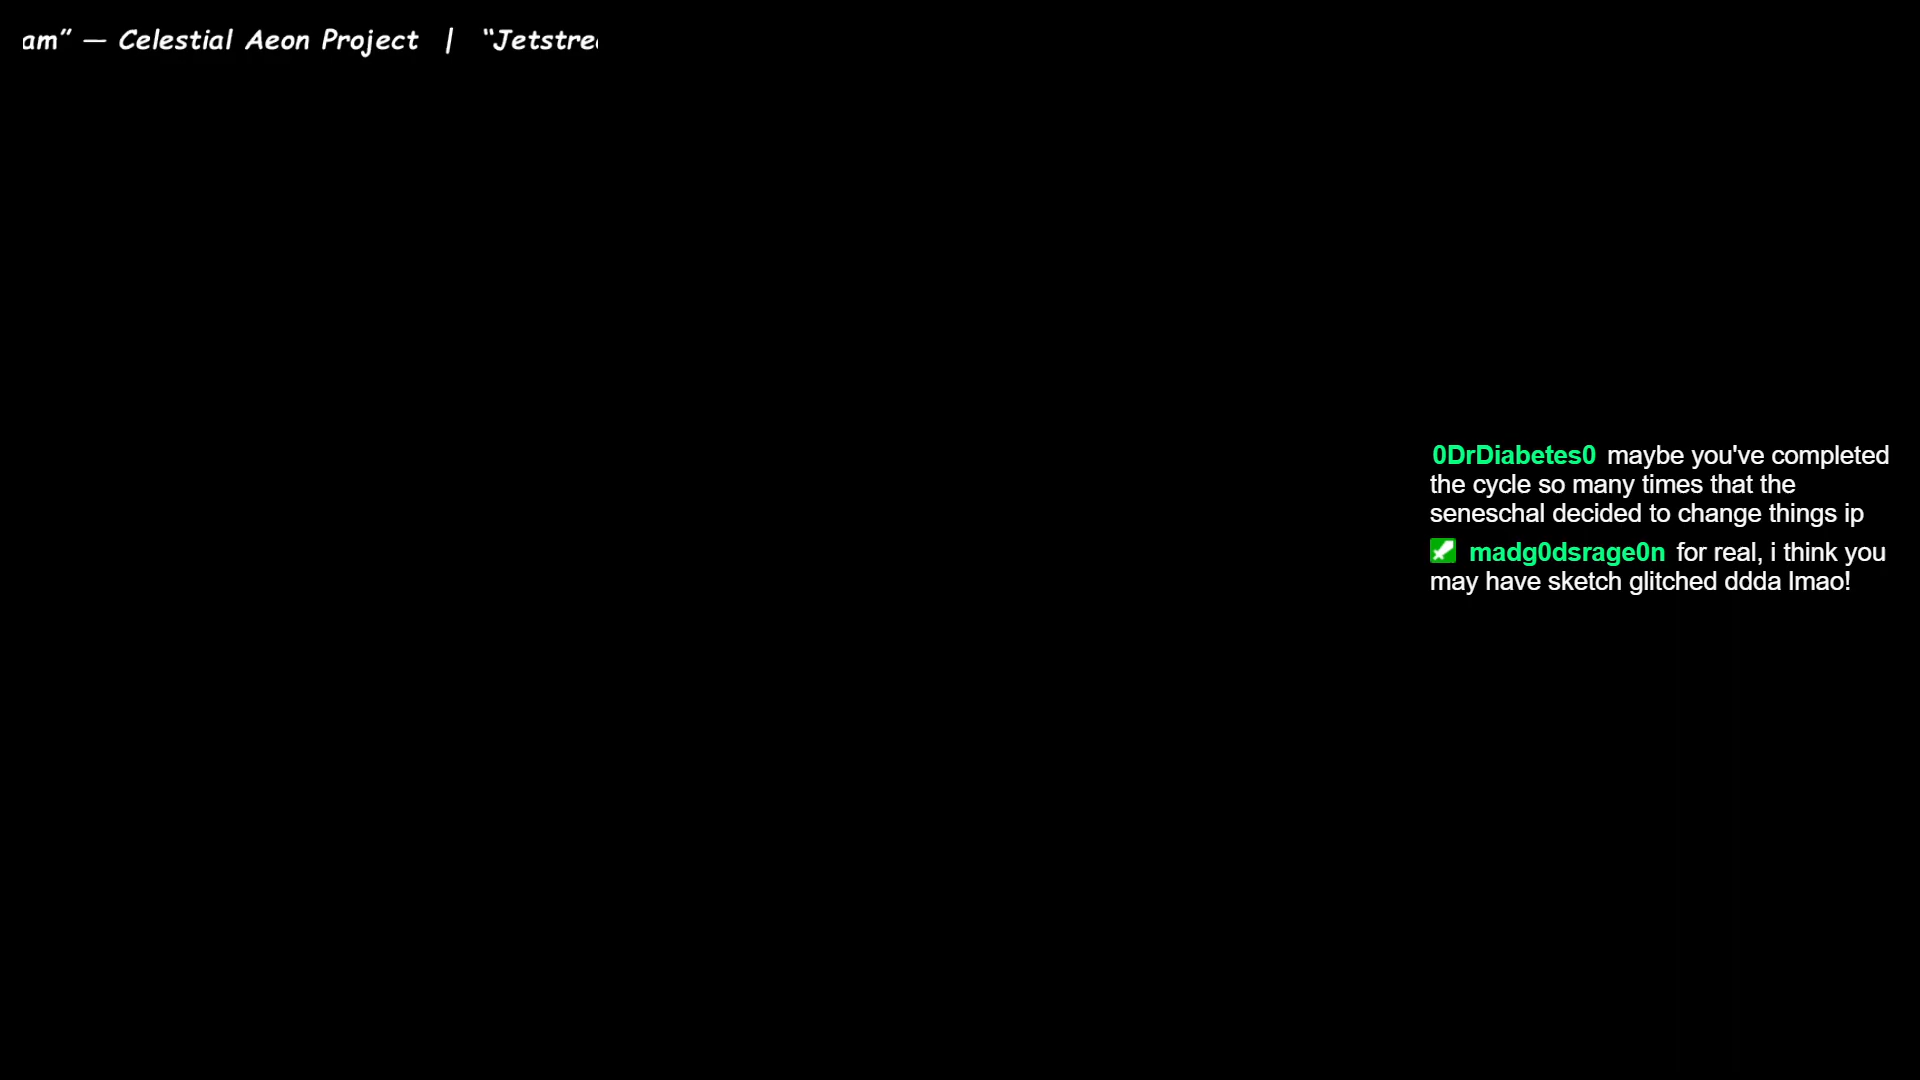 am” — Celestial Aeon Project | “Jetstre
0DrDiabetes0 maybe you've completed
the cycle so many times that the
seneschal decided to change things ip
madg0dsrage0n for real, i think you
may have sketch glitched ddda lmao!